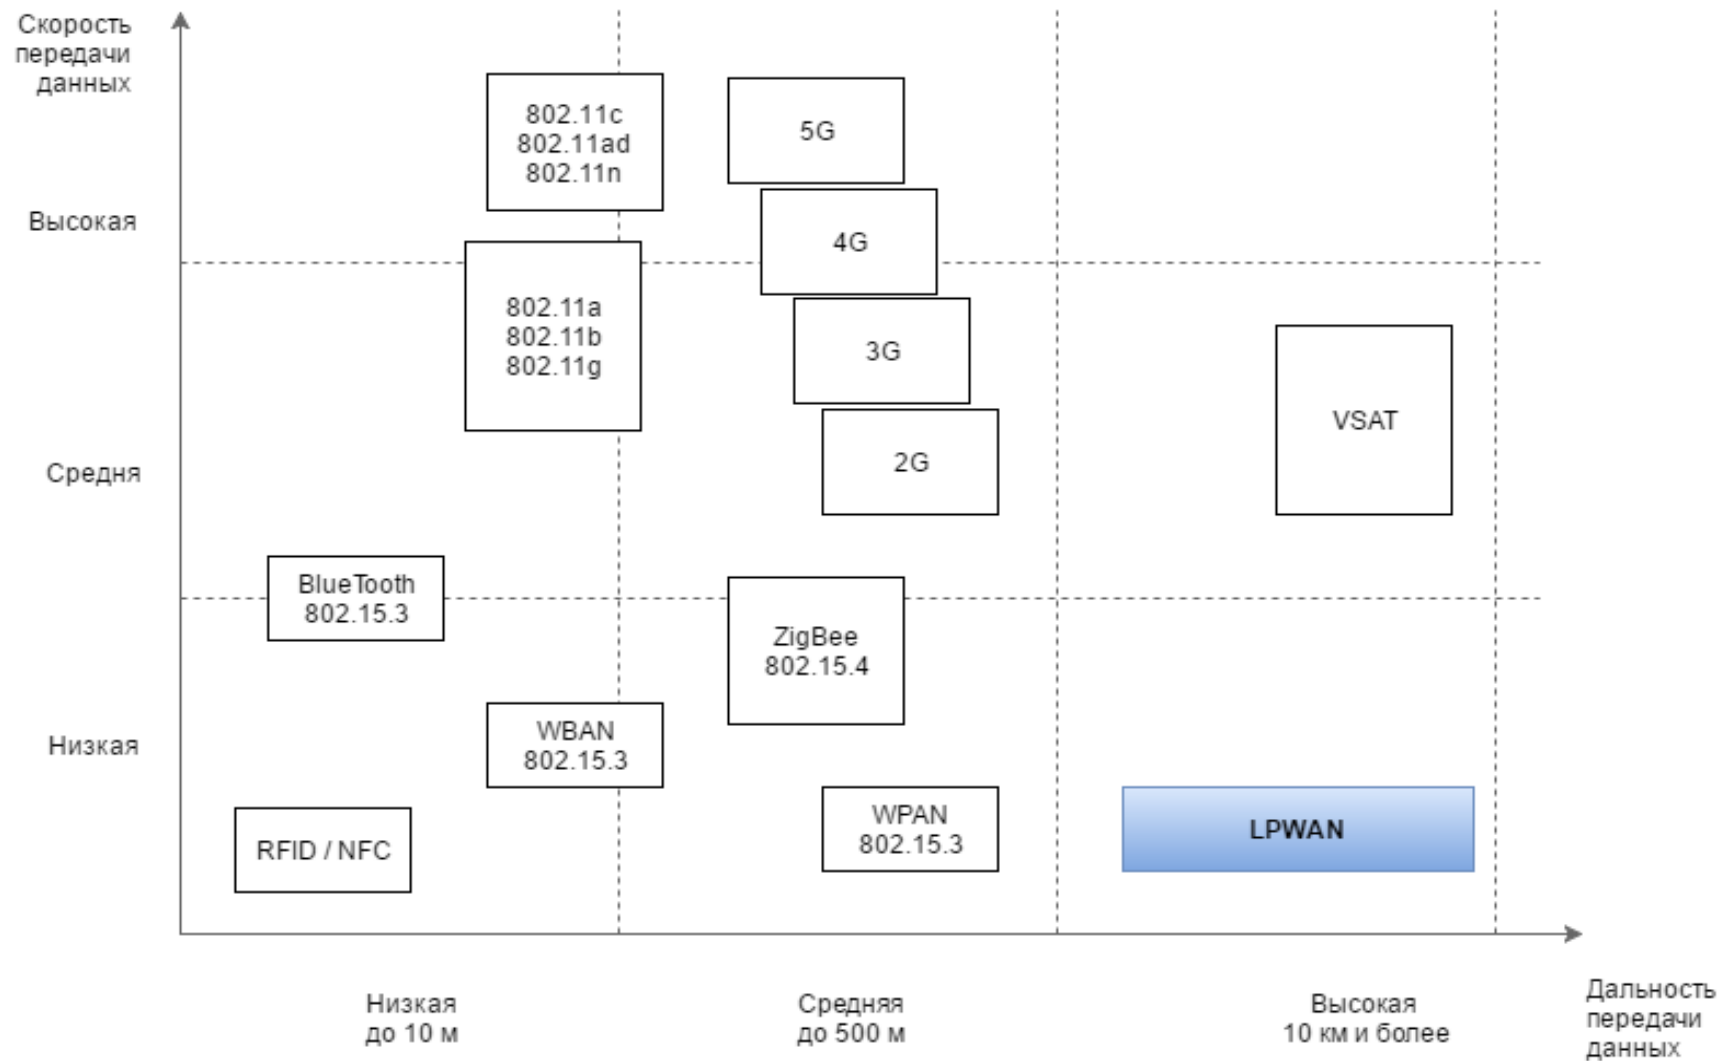 Скорость
передачи
данных
802.11c
802.11ad
802.11n
5G
Высокая
4G
802.11a
802.11b
802.11g
3G
VSAT
Средня
2G
BlueTooth
802.15.3
ZigBee
802.15.4
Низкая
WBAN
802.15.3
WPAN
802.15.3
LPWAN
RFID / NFC
Низкая
до 10 м
Средняя
до 500 м
Высокая
10 км и более
Дальность
передачи
данных